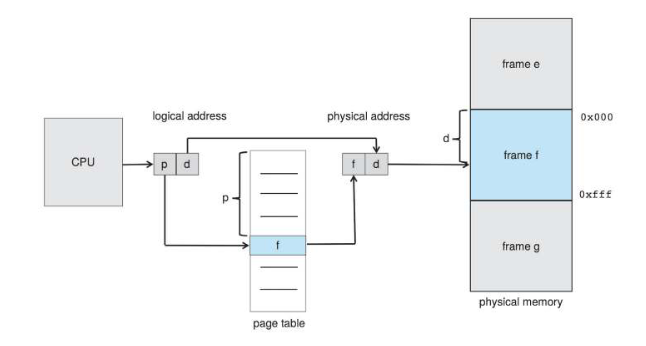 frame e
logical address
physical address
0x000
CPU
p d
f d
d
frame f
p
0xfff
f
frame g
physical memory
page table